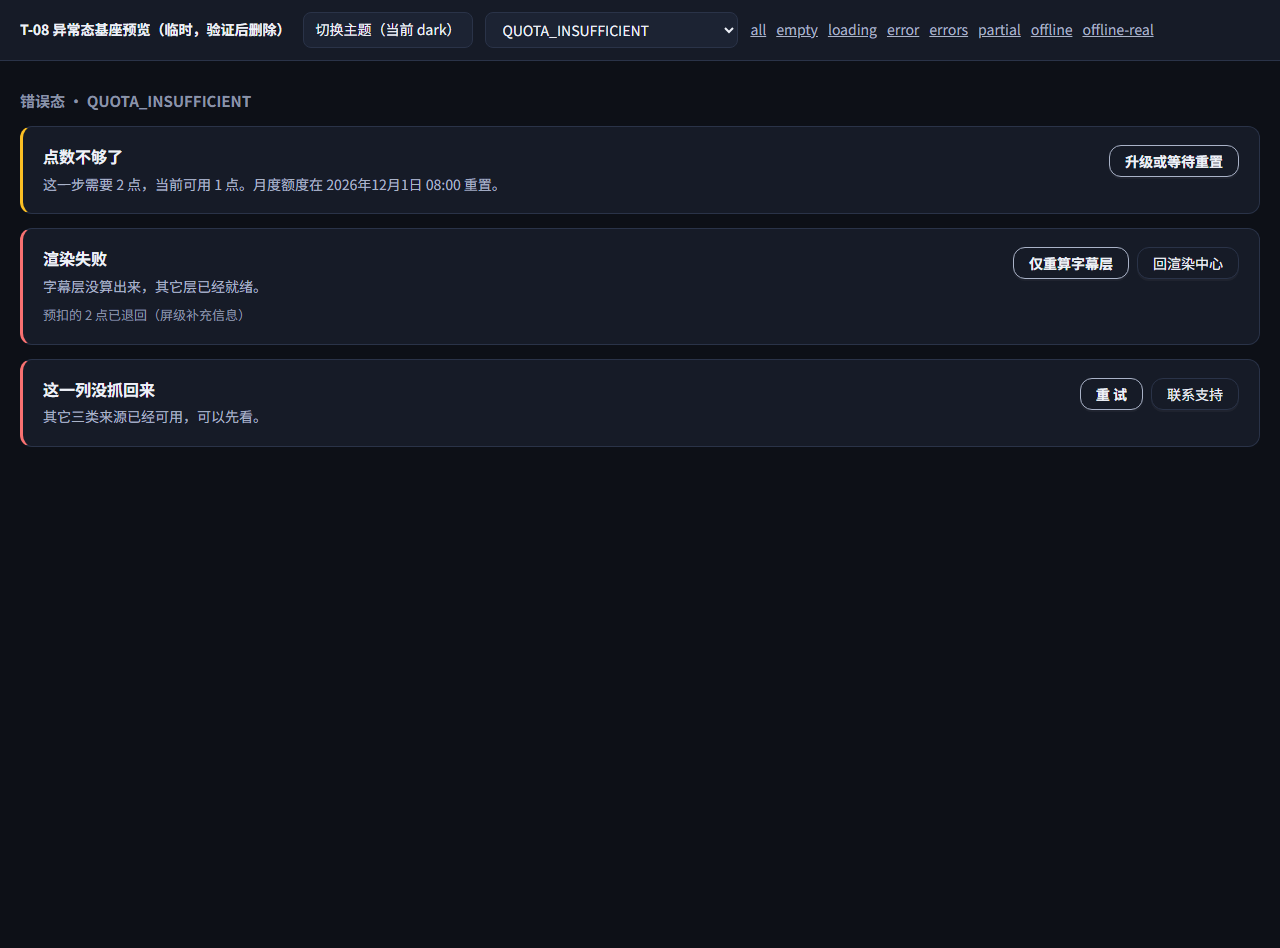 T-08 异常态基座预览（临时，验证后删除） 切换主题（当前 dark） QUOTA_INSUFFICIENT all empty loading error errors partial offline offline-real
错误态 · QUOTA_INSUFFICIENT
点数不够了 升级或等待重置
这一步需要 2 点，当前可用 1 点。月度额度在 2026年12月1日 08:00 重置。
渲染失败 仅重算字幕层 回渲染中心
字幕层没算出来，其它层已经就绪。
预扣的 2 点已退回（屏级补充信息）
这一列没抓回来 重 试 联系支持
其它三类来源已经可用，可以先看。